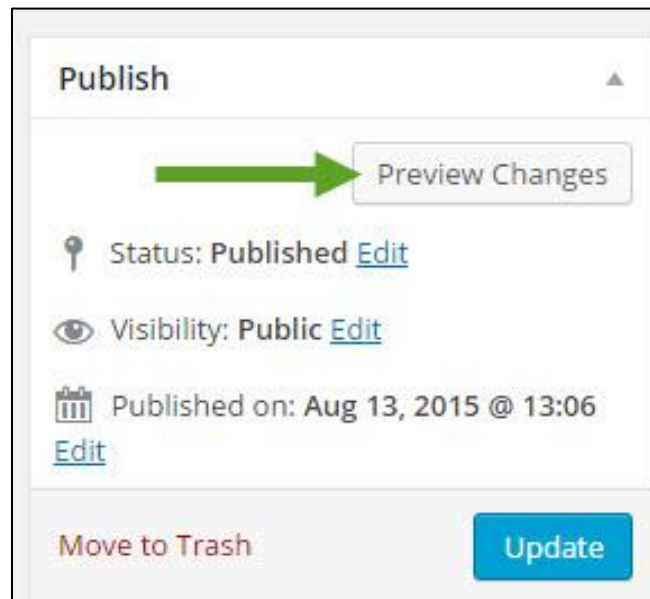 Publish
Preview Changes
Status: Published Edit
Visibility: Public Edit
Published on: Aug 13, 2015 @ 13:06
Edit
Move to Trash
Update